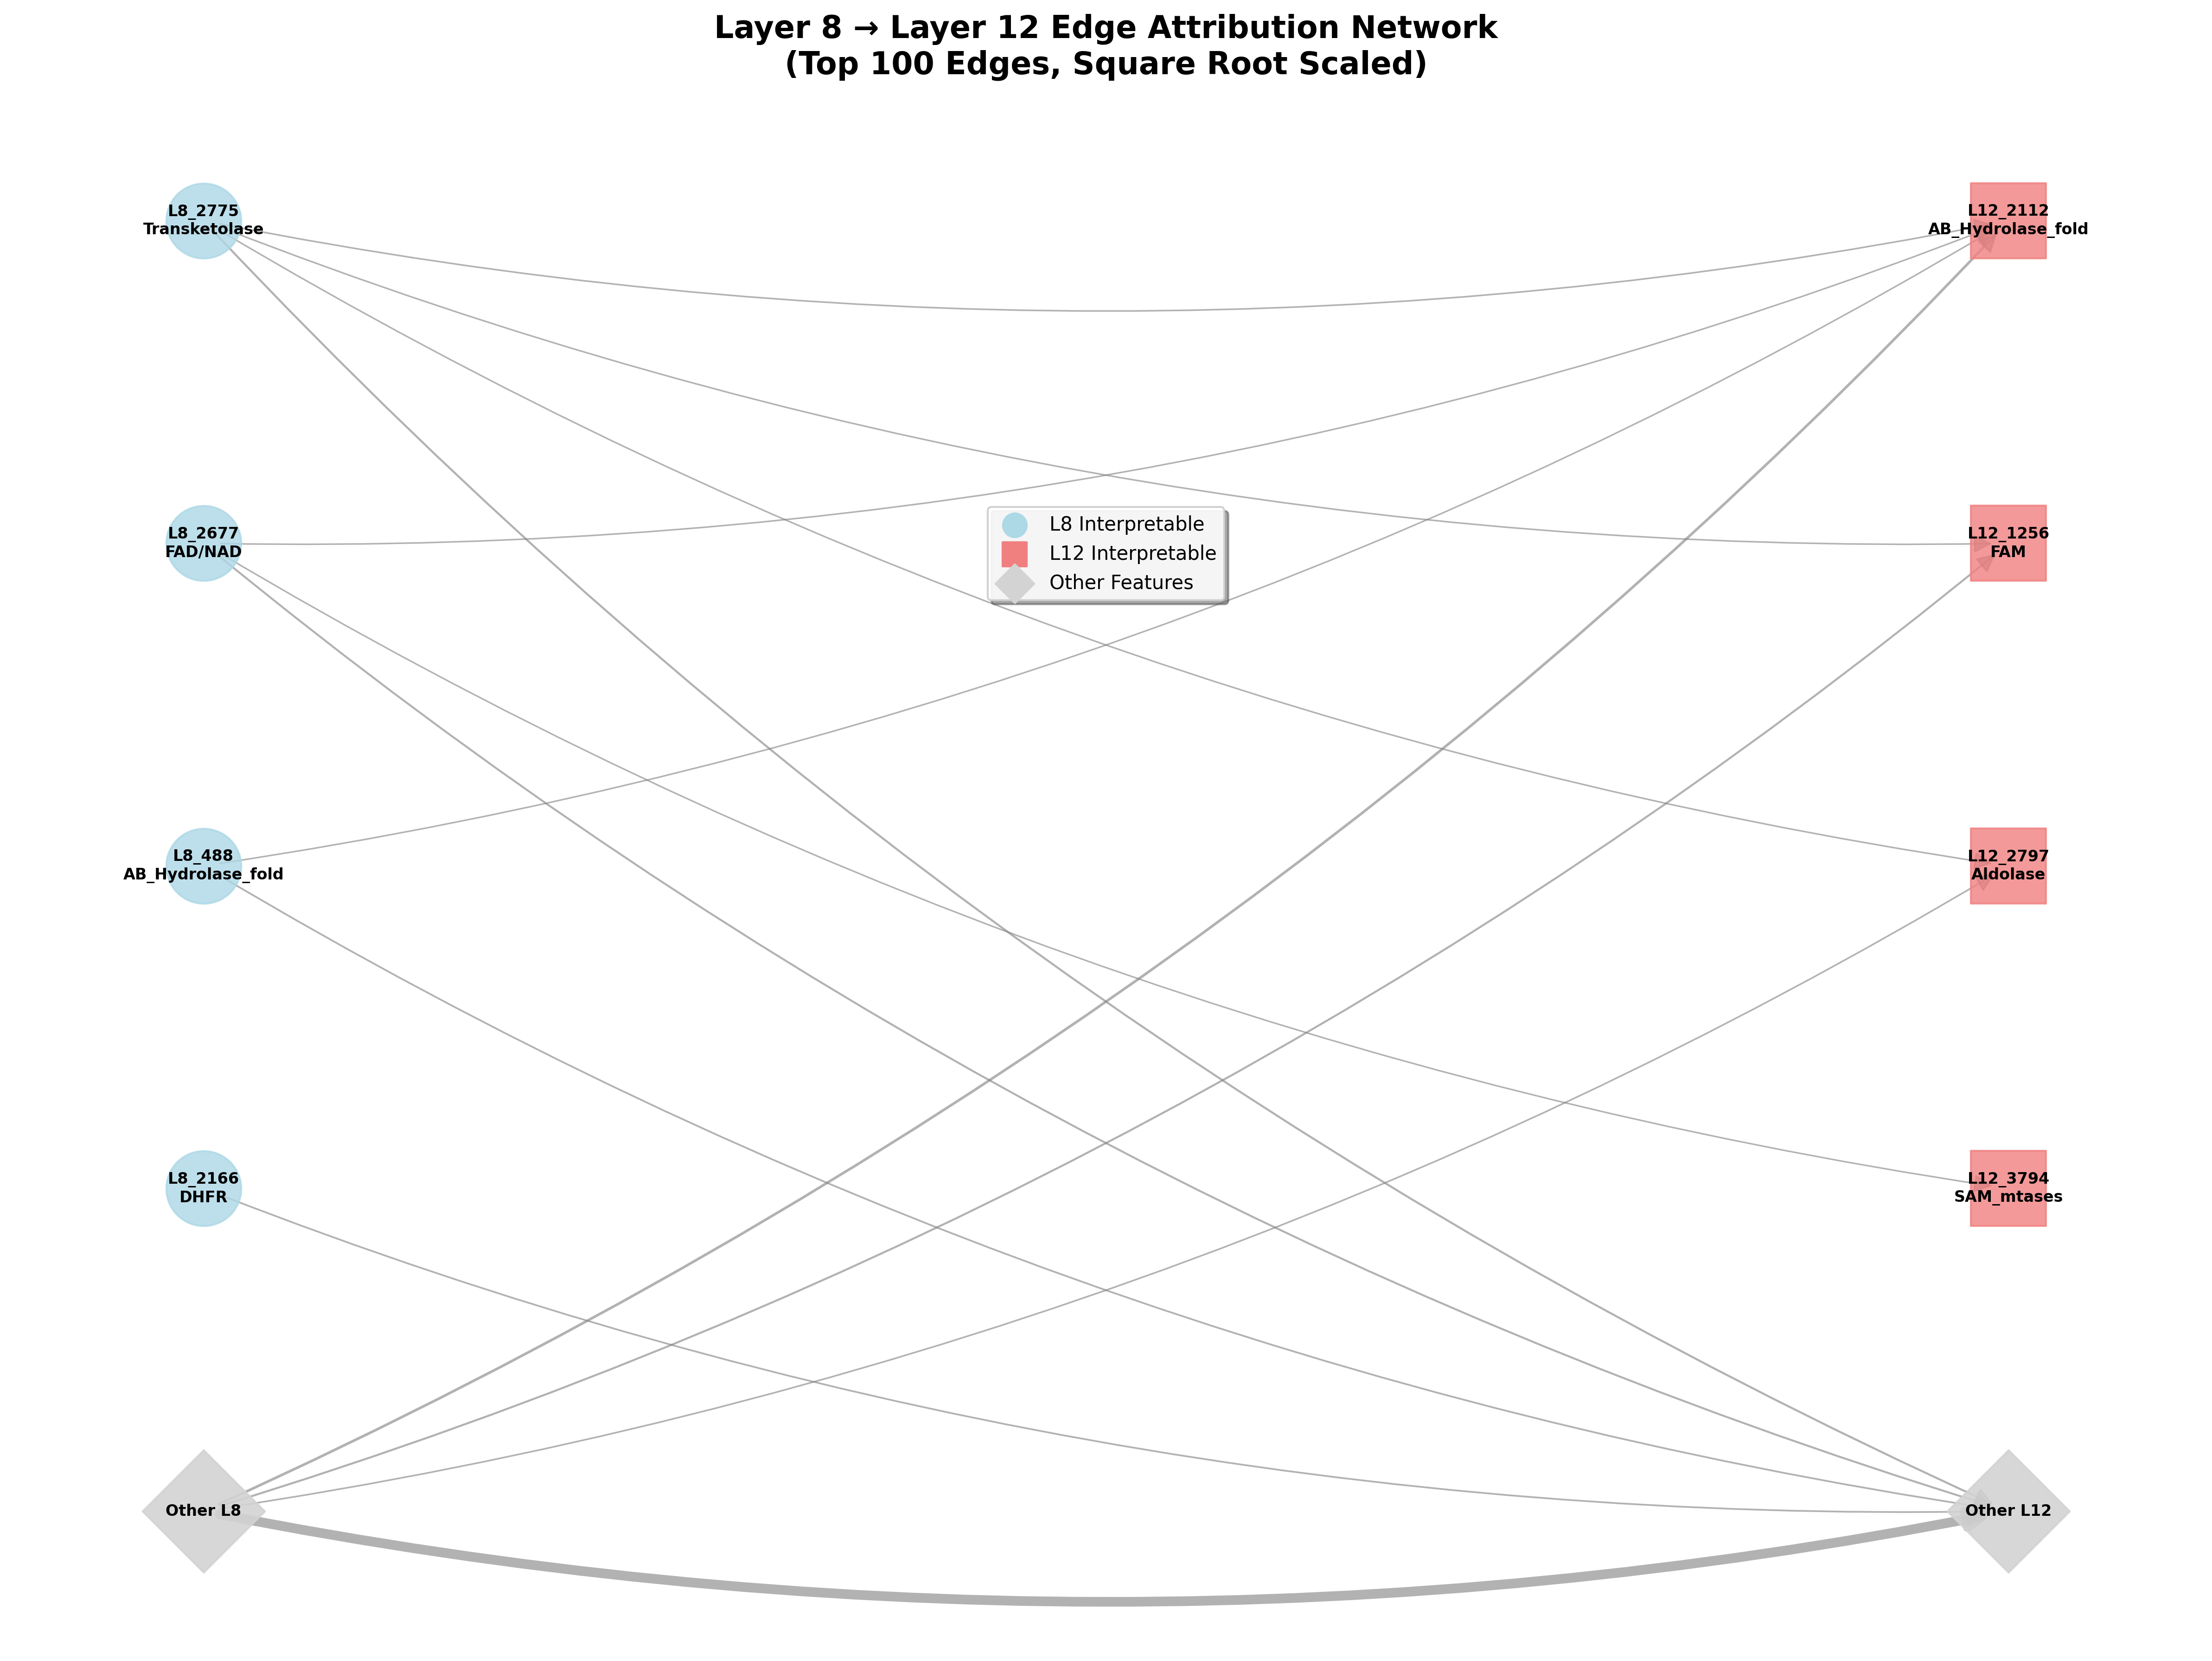 Layer 8 → Layer 12 Edge Attribution Network
(Top 100 Edges, Square Root Scaled)
L8_2775
Transketolase
L12_2112
AB_Hydrolase_fold
L8_2677
FAD/NAD
L8 Interpretable
L12 Interpretable
Other Features
L12_1256
FAM
L8_488
AB_Hydrolase_fold
L12_2797
Aldolase
L8_2166
DHFR
L12_3794
SAM_mtases
Other L8
Other L12